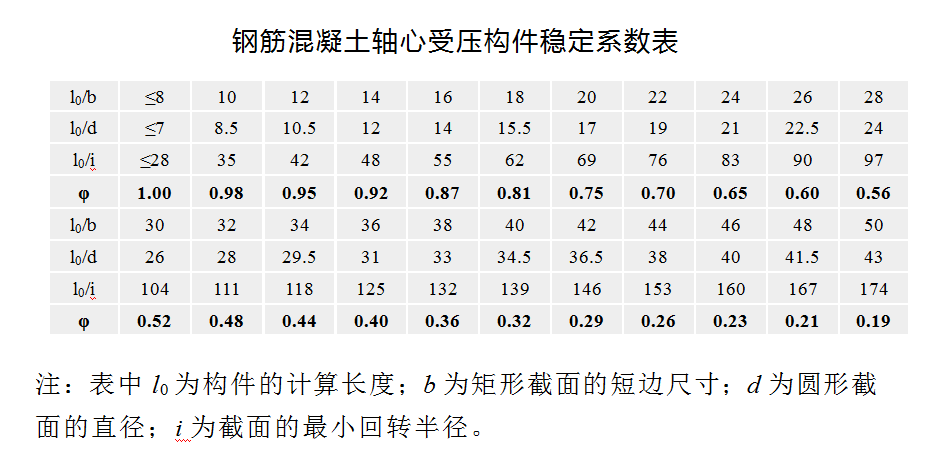 钢筋混凝土轴心受压构件稳定系数表
l₀/b ≤8 10 12 14 16 18 20 22 24 26 28
l₀/d ≤7 8.5 10.5 12 14 15.5 17 19 21 22.5 24
l₀/i ≤28 35 42 48 55 62 69 76 83 90 97
φ 1.00 0.98 0.95 0.92 0.87 0.81 0.75 0.70 0.65 0.60 0.56
l₀/b 30 32 34 36 38 40 42 44 46 48 50
l₀/d 26 28 29.5 31 33 34.5 36.5 38 40 41.5 43
l₀/i 104 111 118 125 132 139 146 153 160 167 174
φ 0.52 0.48 0.44 0.40 0.36 0.32 0.29 0.26 0.23 0.21 0.19
注：表中 l₀ 为构件的计算长度；b 为矩形截面的短边尺寸；d 为圆形截
面的直径；i 为截面的最小回转半径。